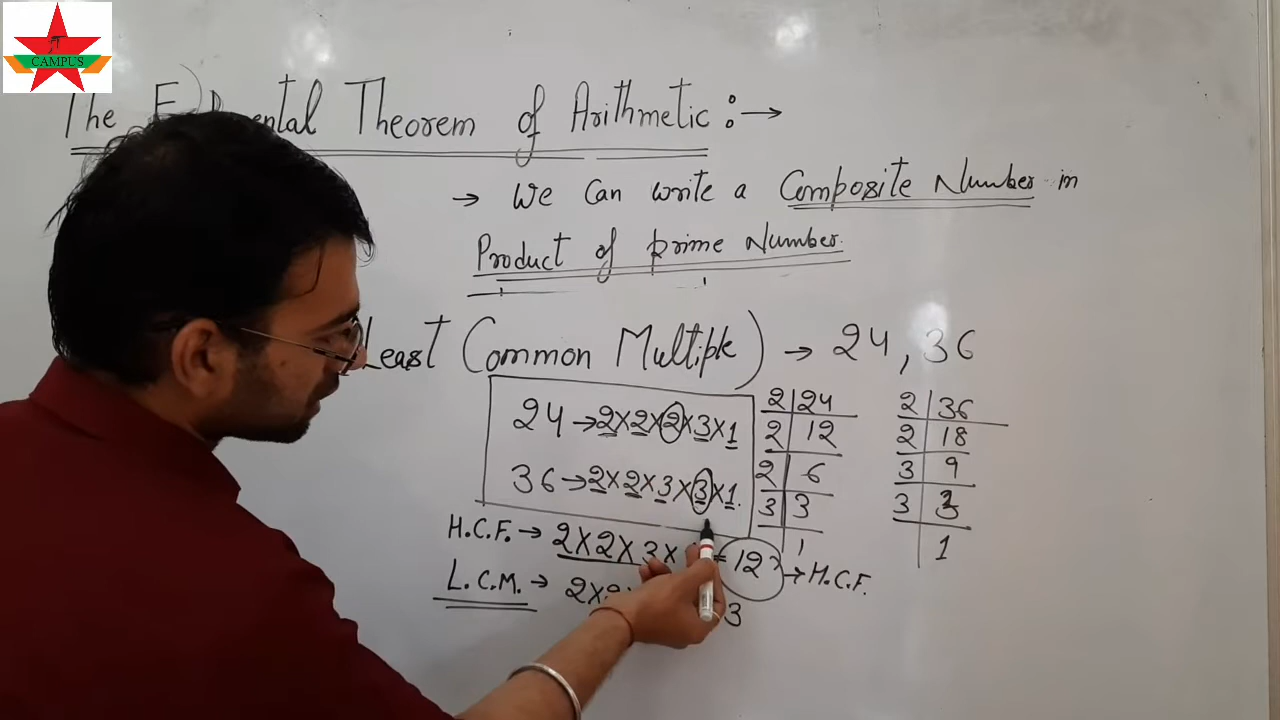 CAMPUS
The Theorem of Arithmetic :→
→ We Can write a Composite Number in
Product of prime Number.
Least Common Multiple) → 24, 36
24 → 2×2×2×3×1
36 → 2×2×3×3×1.
2 | 24
2 | 12
2 | 6
3 | 3
1
2 | 36
2 | 18
3 | 9
3 | 3
1
H.C.F. → 2×2×3× = 12 → H.C.F.
L.C.M. → 2×2 3